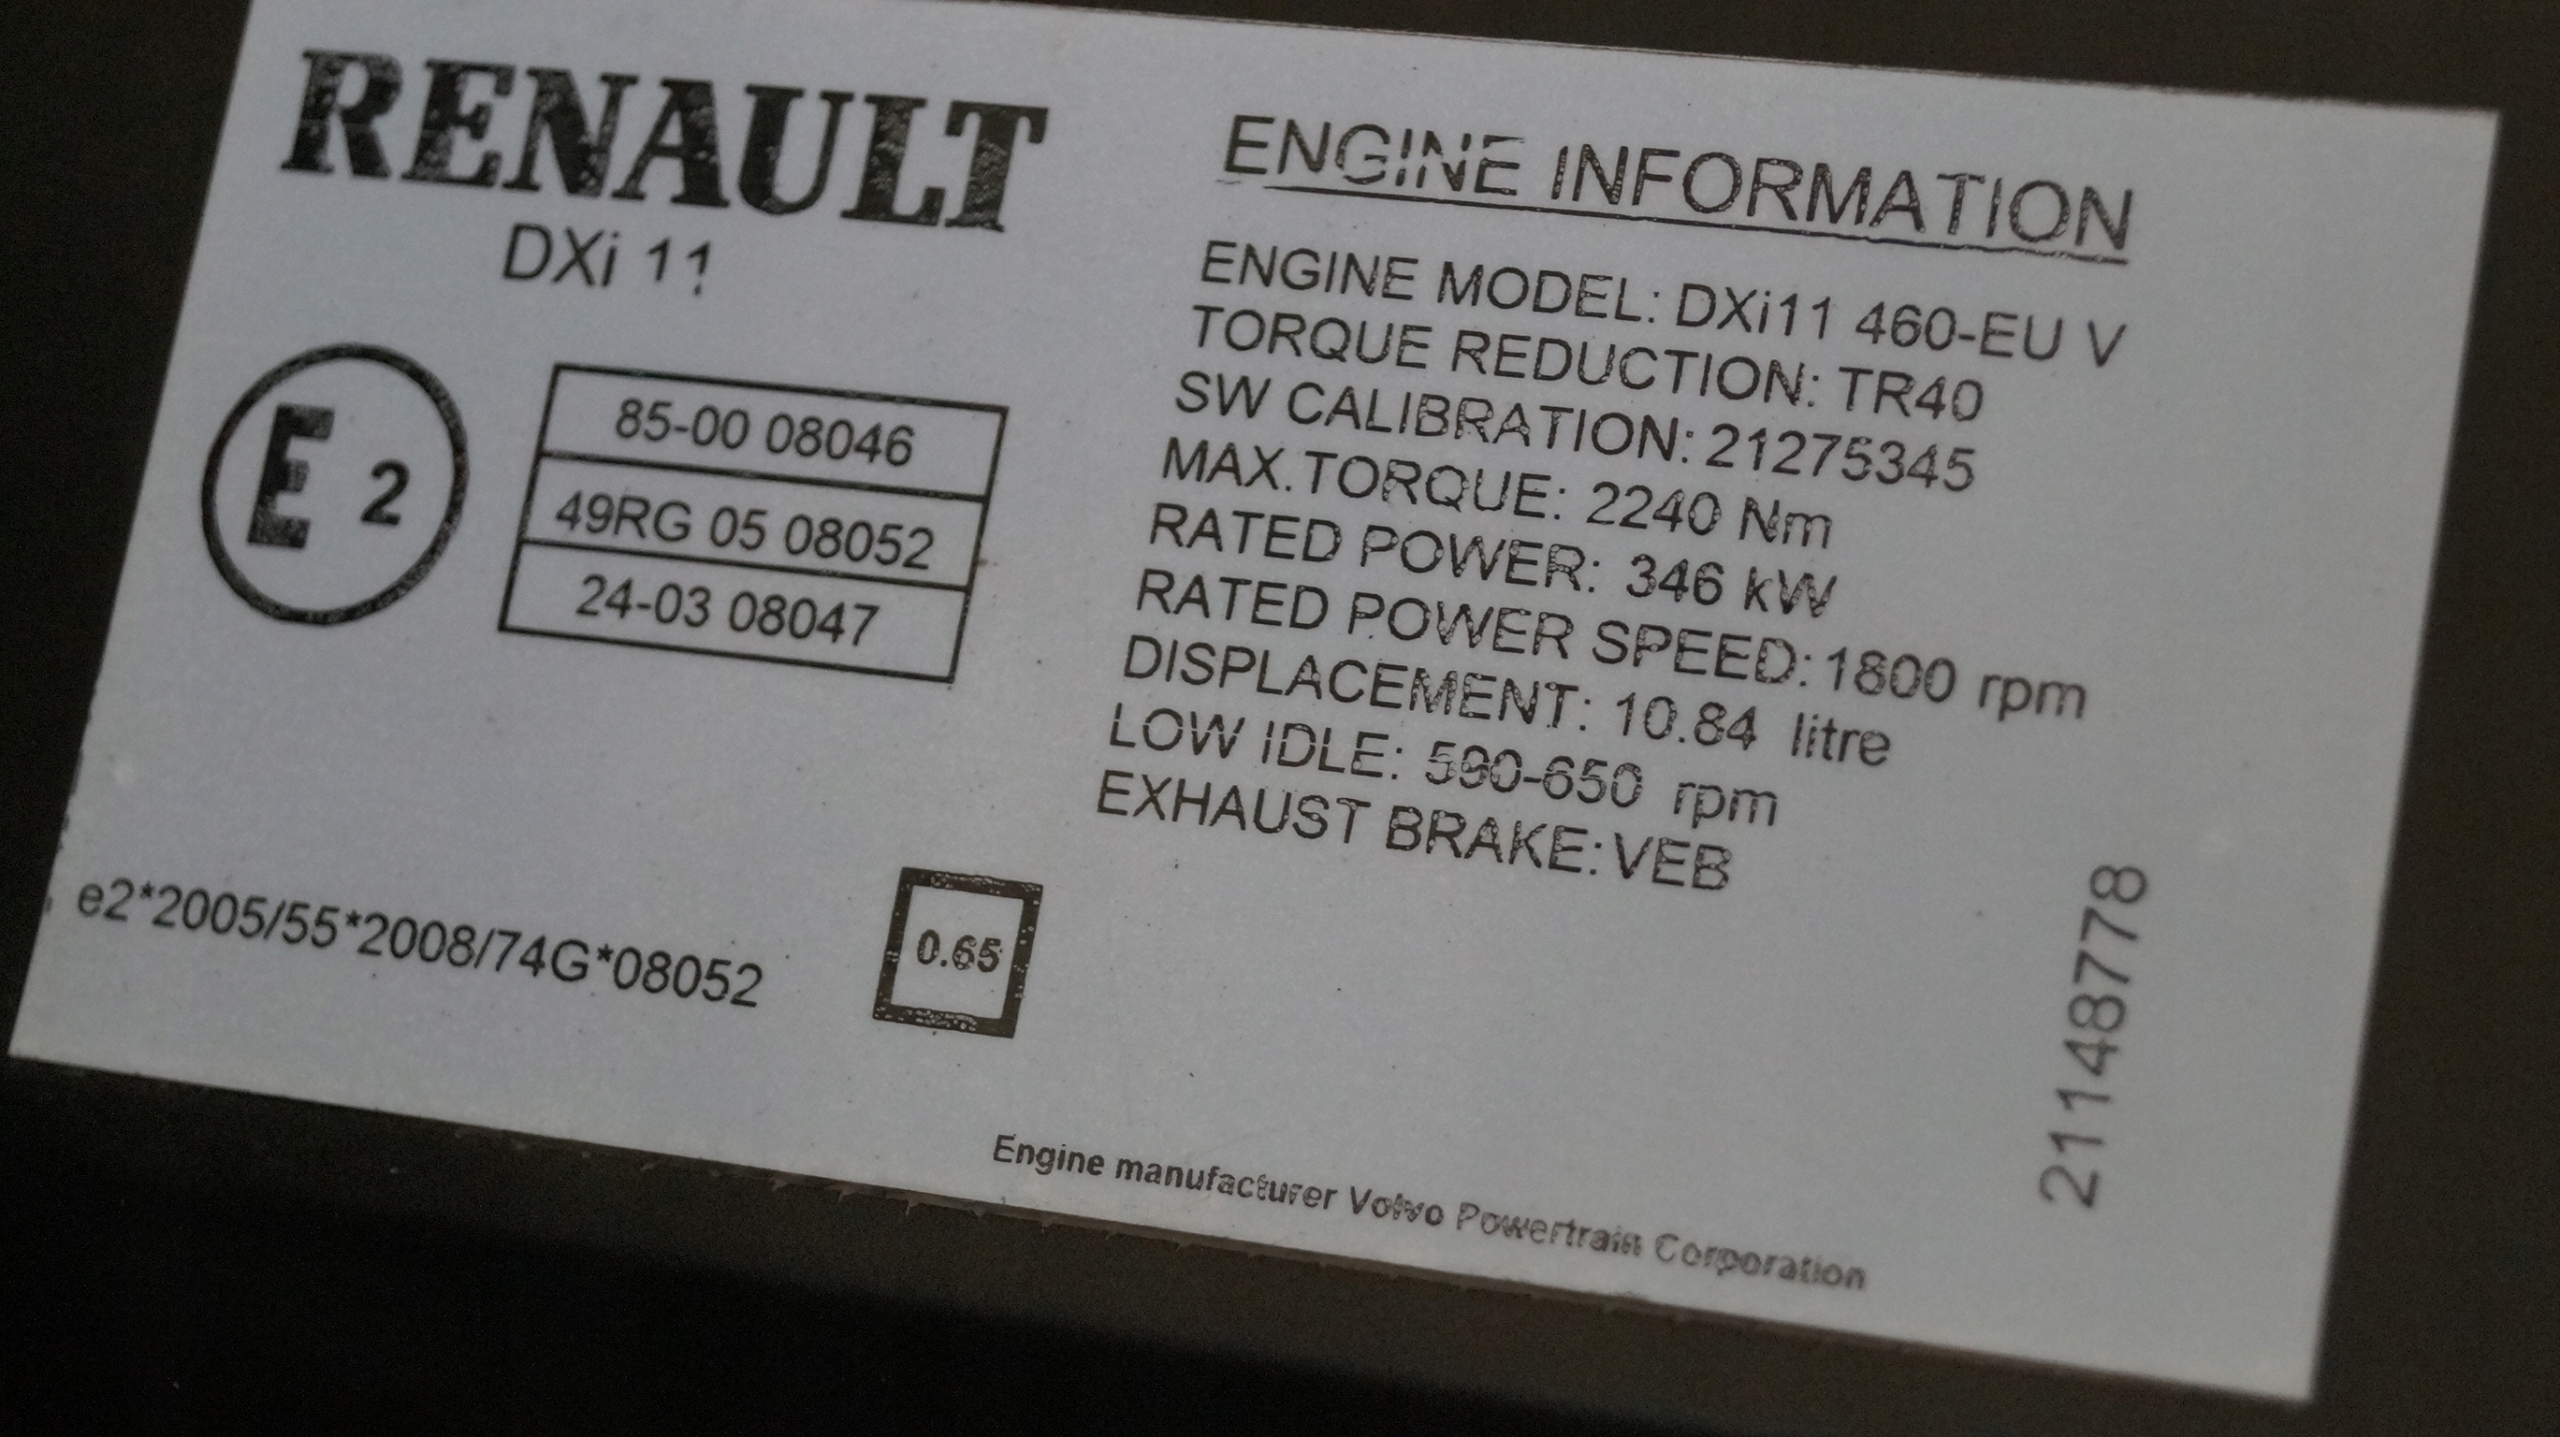 RENAULT
DXi 11
E 2
85-00 08046
49RG 05 08052
24-03 08047
e2*2005/55*2008/74G*08052
0.65
ENGINE INFORMATION
ENGINE MODEL: DXi11 460-EU V
TORQUE REDUCTION: TR40
SW CALIBRATION: 21275345
MAX.TORQUE: 2240 Nm
RATED POWER: 346 kW
RATED POWER SPEED: 1800 rpm
DISPLACEMENT: 10.84 litre
LOW IDLE: 590-650 rpm
EXHAUST BRAKE: VEB
21148778
Engine manufacturer Volvo Powertrain Corporation